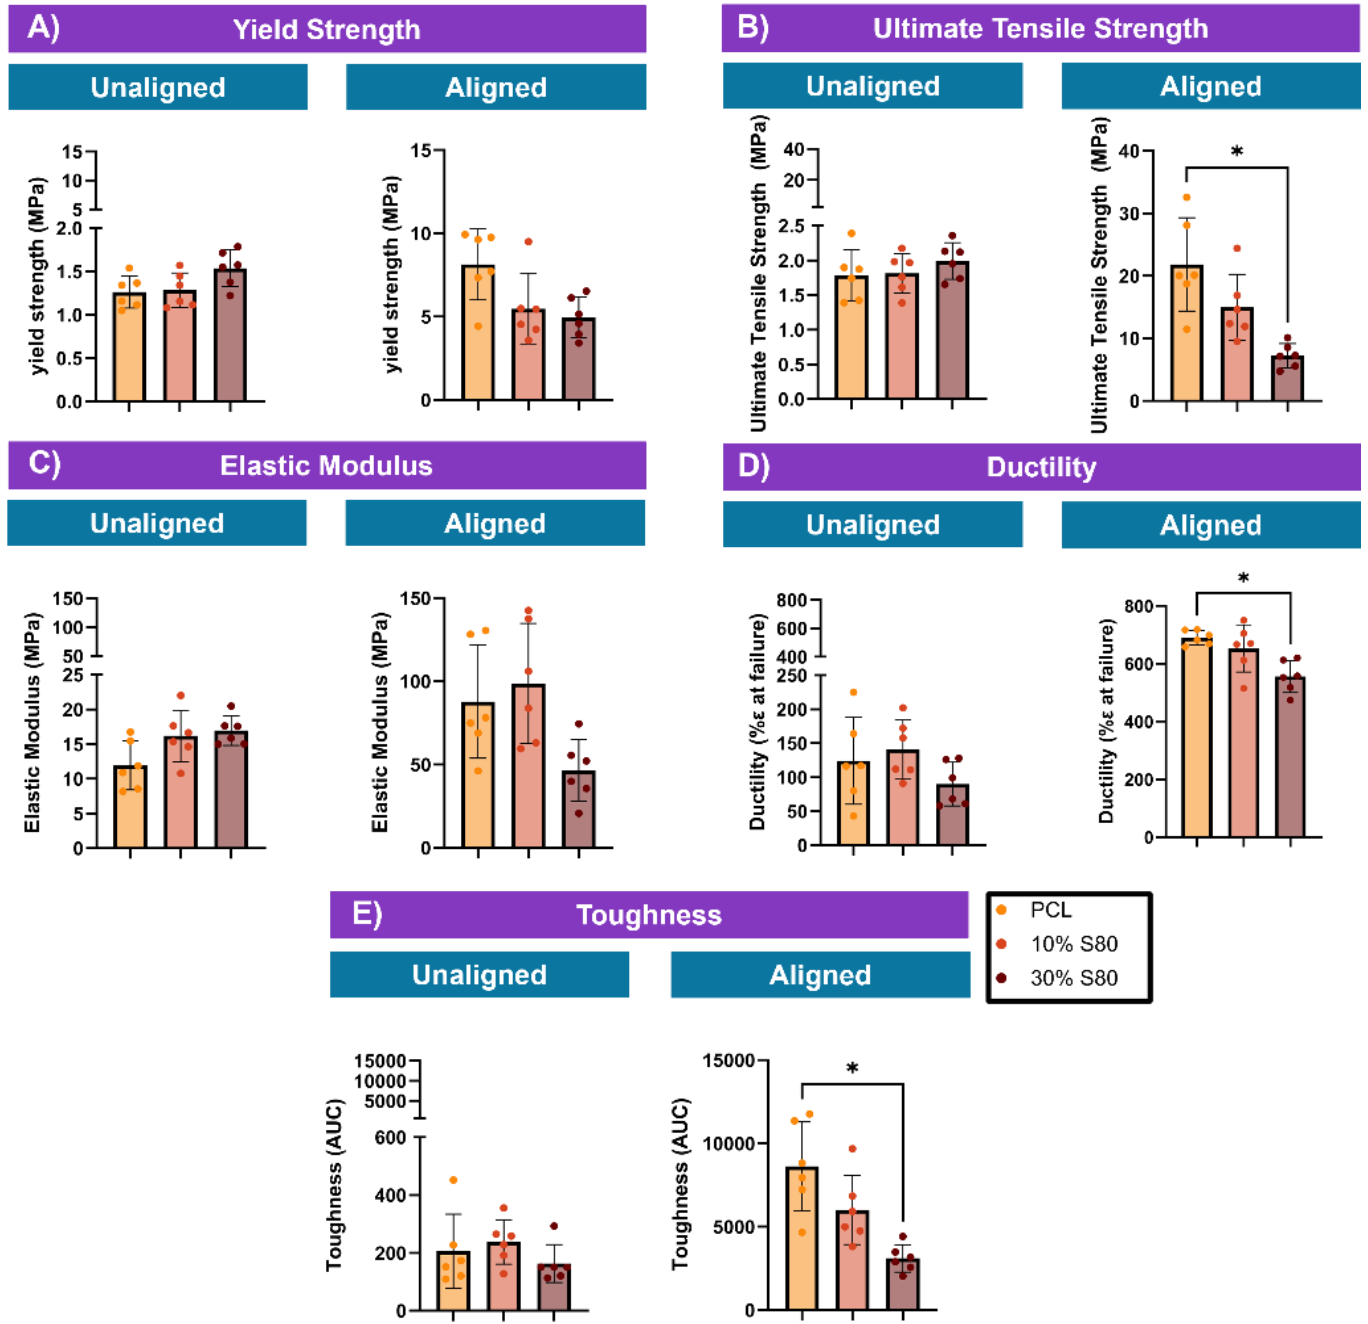 A) Yield Strength
Unaligned
Aligned
yield strength (MPa)
15
10
5
2.0
1.5
1.0
0.5
0.0
yield strength (MPa)
15
10
5
0
B) Ultimate Tensile Strength
Unaligned
Aligned
Ultimate Tensile Strength (MPa)
40
20
0
2.5
2.0
1.5
1.0
0.5
0.0
Ultimate Tensile Strength (MPa)
40
30
20
10
0
*
C) Elastic Modulus
Unaligned
Aligned
Elastic Modulus (MPa)
150
100
50
25
20
15
10
5
0
Elastic Modulus (MPa)
150
100
50
0
D) Ductility
Unaligned
Aligned
Ductility (%ε at failure)
800
600
400
250
200
150
100
50
0
Ductility (%ε at failure)
800
600
400
200
0
*
E) Toughness
Unaligned
Aligned
Toughness (AUC)
15000
10000
5000
600
400
200
0
Toughness (AUC)
15000
10000
5000
0
*
PCL
10% S80
30% S80